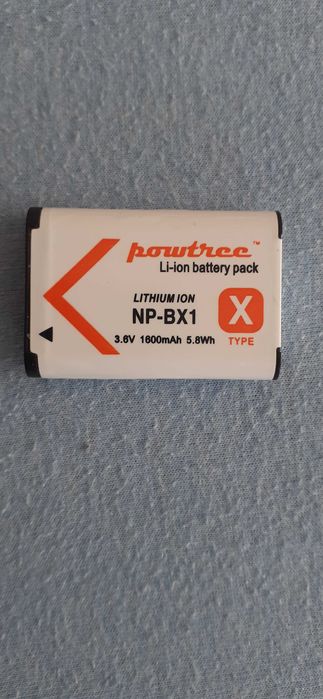 powtree™
Li-ion battery pack
LITHIUM ION
NP-BX1
3.6V 1600mAh 5.8Wh
X
TYPE